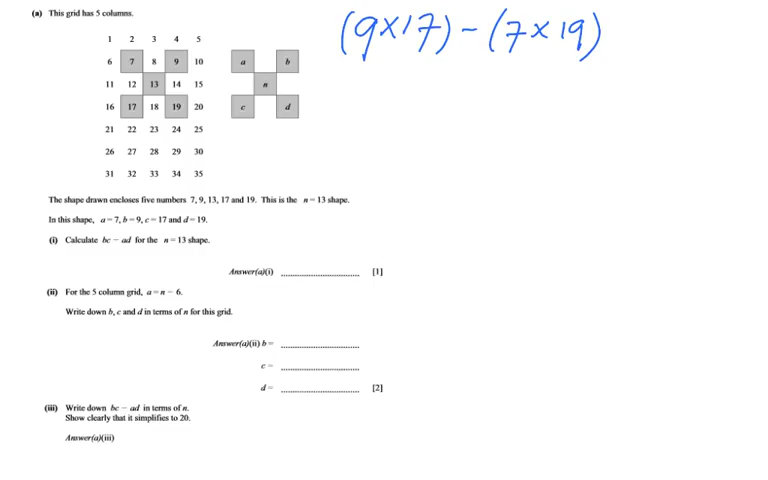 (a) This grid has 5 columns.
(9×17) - (7×19)
1 2 3 4 5
6 7 8 9 10
a b
11 12 13 14 15
n
16 17 18 19 20
c d
21 22 23 24 25
26 27 28 29 30
31 32 33 34 35
The shape drawn encloses five numbers 7, 9, 13, 17 and 19. This is the n = 13 shape.
In this shape, a = 7, b = 9, c = 17 and d = 19.
(i) Calculate bc − ad for the n = 13 shape.
Answer(a)(i) ................................ [1]
(ii) For the 5 column grid, a = n − 6.
Write down b, c and d in terms of n for this grid.
Answer(a)(ii) b = ................................
c = ................................
d = ................................ [2]
(iii) Write down bc − ad in terms of n.
Show clearly that it simplifies to 20.
Answer(a)(iii)